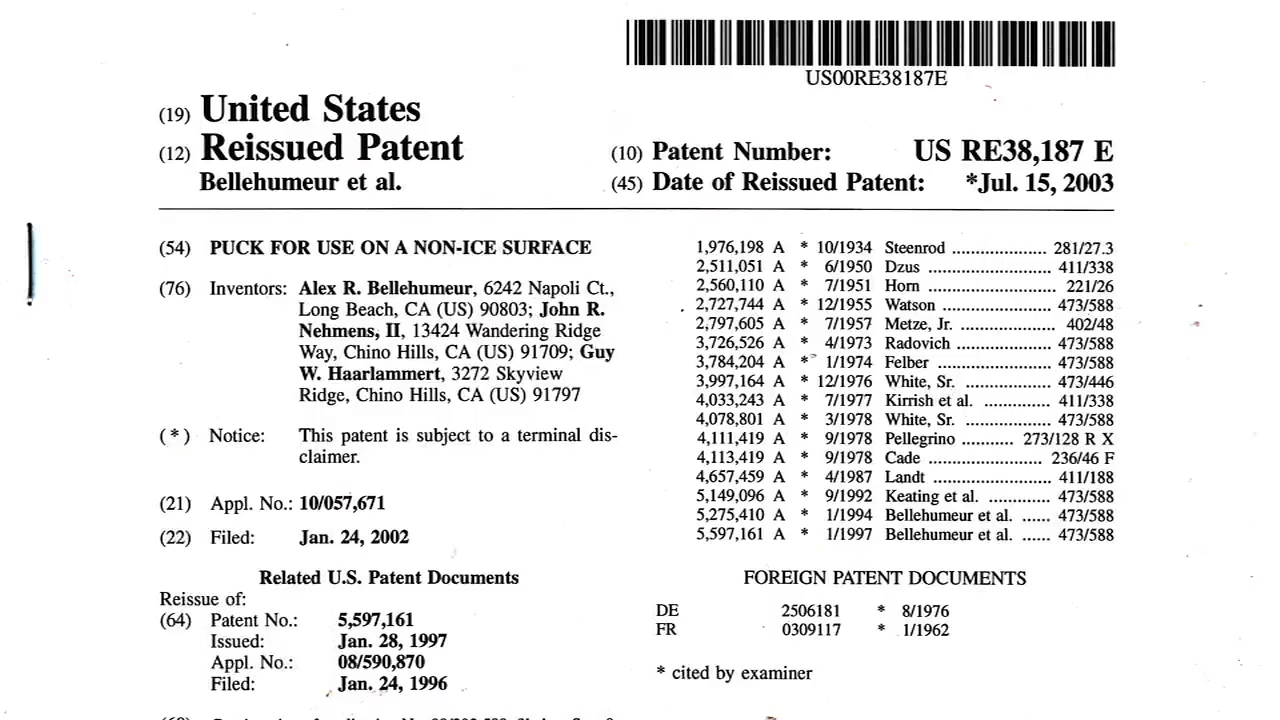 US00RE38187E
(19) United States
(12) Reissued Patent
Bellehumeur et al.
(10) Patent Number: US RE38,187 E
(45) Date of Reissued Patent: *Jul. 15, 2003
(54) PUCK FOR USE ON A NON-ICE SURFACE
(76) Inventors: Alex R. Bellehumeur, 6242 Napoli Ct.,
Long Beach, CA (US) 90803; John R.
Nehmens, II, 13424 Wandering Ridge
Way, Chino Hills, CA (US) 91709; Guy
W. Haarlammert, 3272 Skyview
Ridge, Chino Hills, CA (US) 91797
(*) Notice: This patent is subject to a terminal dis-
claimer.
(21) Appl. No.: 10/057,671
(22) Filed: Jan. 24, 2002
Related U.S. Patent Documents
Reissue of:
(64) Patent No.: 5,597,161
Issued: Jan. 28, 1997
Appl. No.: 08/590,870
Filed: Jan. 24, 1996
1,976,198 A * 10/1934 Steenrod .................... 281/27.3
2,511,051 A * 6/1950 Dzus .......................... 411/338
2,560,110 A * 7/1951 Horn ........................... 221/26
2,727,744 A * 12/1955 Watson ....................... 473/588
2,797,605 A * 7/1957 Metze, Jr. .................... 402/48
3,726,526 A * 4/1973 Radovich .................... 473/588
3,784,204 A * 1/1974 Felber ......................... 473/588
3,997,164 A * 12/1976 White, Sr. ................... 473/446
4,033,243 A * 7/1977 Kirrish et al. .............. 411/338
4,078,801 A * 3/1978 White, Sr. ................... 473/588
4,111,419 A * 9/1978 Pellegrino ........... 273/128 R X
4,113,419 A * 9/1978 Cade ........................ 236/46 F
4,657,459 A * 4/1987 Landt ......................... 411/188
5,149,096 A * 9/1992 Keating et al. ............. 473/588
5,275,410 A * 1/1994 Bellehumeur et al. ...... 473/588
5,597,161 A * 1/1997 Bellehumeur et al. ...... 473/588
FOREIGN PATENT DOCUMENTS
DE 2506181 * 8/1976
FR 0309117 * 1/1962
* cited by examiner